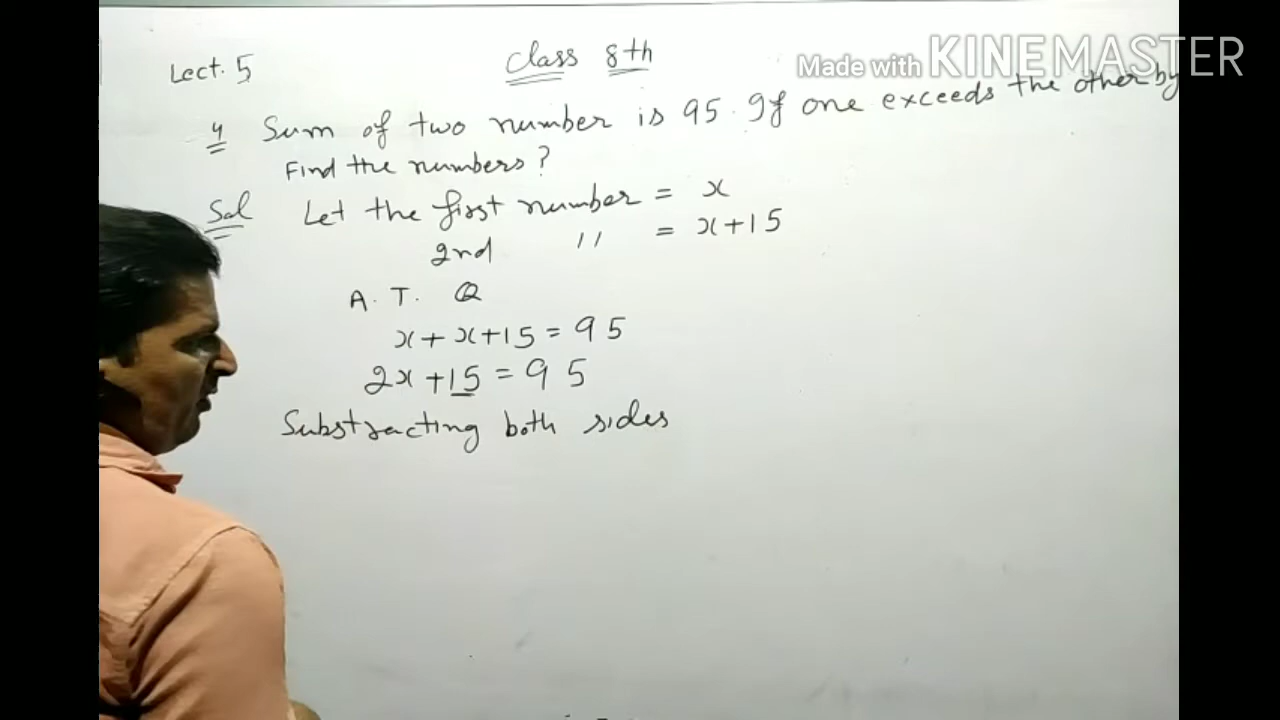 Lect. 5
Class 8th
Made with KINEMASTER
4 Sum of two number is 95. If one exceeds the other by
Find the numbers?
Sol Let the first number = x
2nd " = x+15
A. T. Q
x + x+15 = 95
2x +15 = 95
Substracting both sides